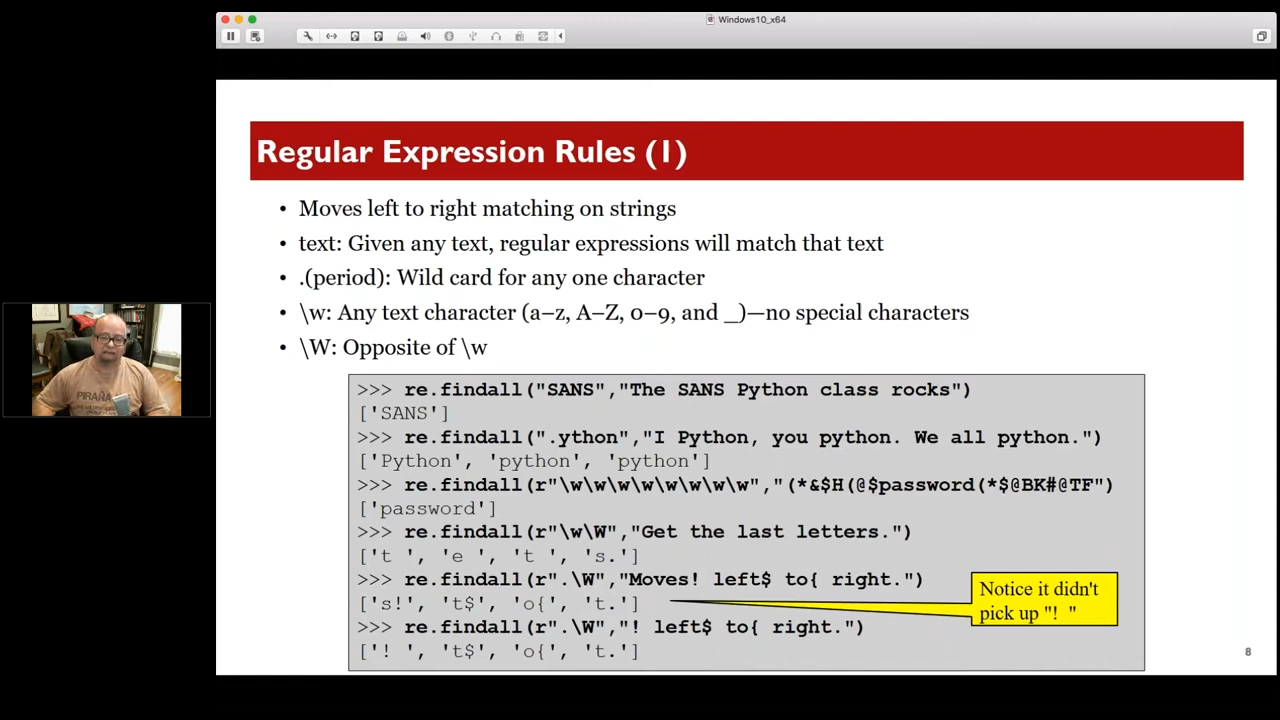 Windows10_x64
Regular Expression Rules (1)
• Moves left to right matching on strings
• text: Given any text, regular expressions will match that text
• .(period): Wild card for any one character
• \w: Any text character (a–z, A–Z, 0–9, and _)—no special characters
• \W: Opposite of \w
>>> re.findall("SANS","The SANS Python class rocks")
['SANS']
>>> re.findall(".ython","I Python, you python. We all python.")
['Python', 'python', 'python']
>>> re.findall(r"\w\w\w\w\w\w\w\w","(*&$H(@$password(*$@BK#@TF")
['password']
>>> re.findall(r"\w\W","Get the last letters.")
['t ', 'e ', 't ', 's.']
>>> re.findall(r".\W","Moves! left$ to{ right.")
['s!', 't$', 'o{', 't.']
>>> re.findall(r".\W","! left$ to{ right.")
['! ', 't$', 'o{', 't.']
Notice it didn't
pick up "! "
8
PIRAÑA